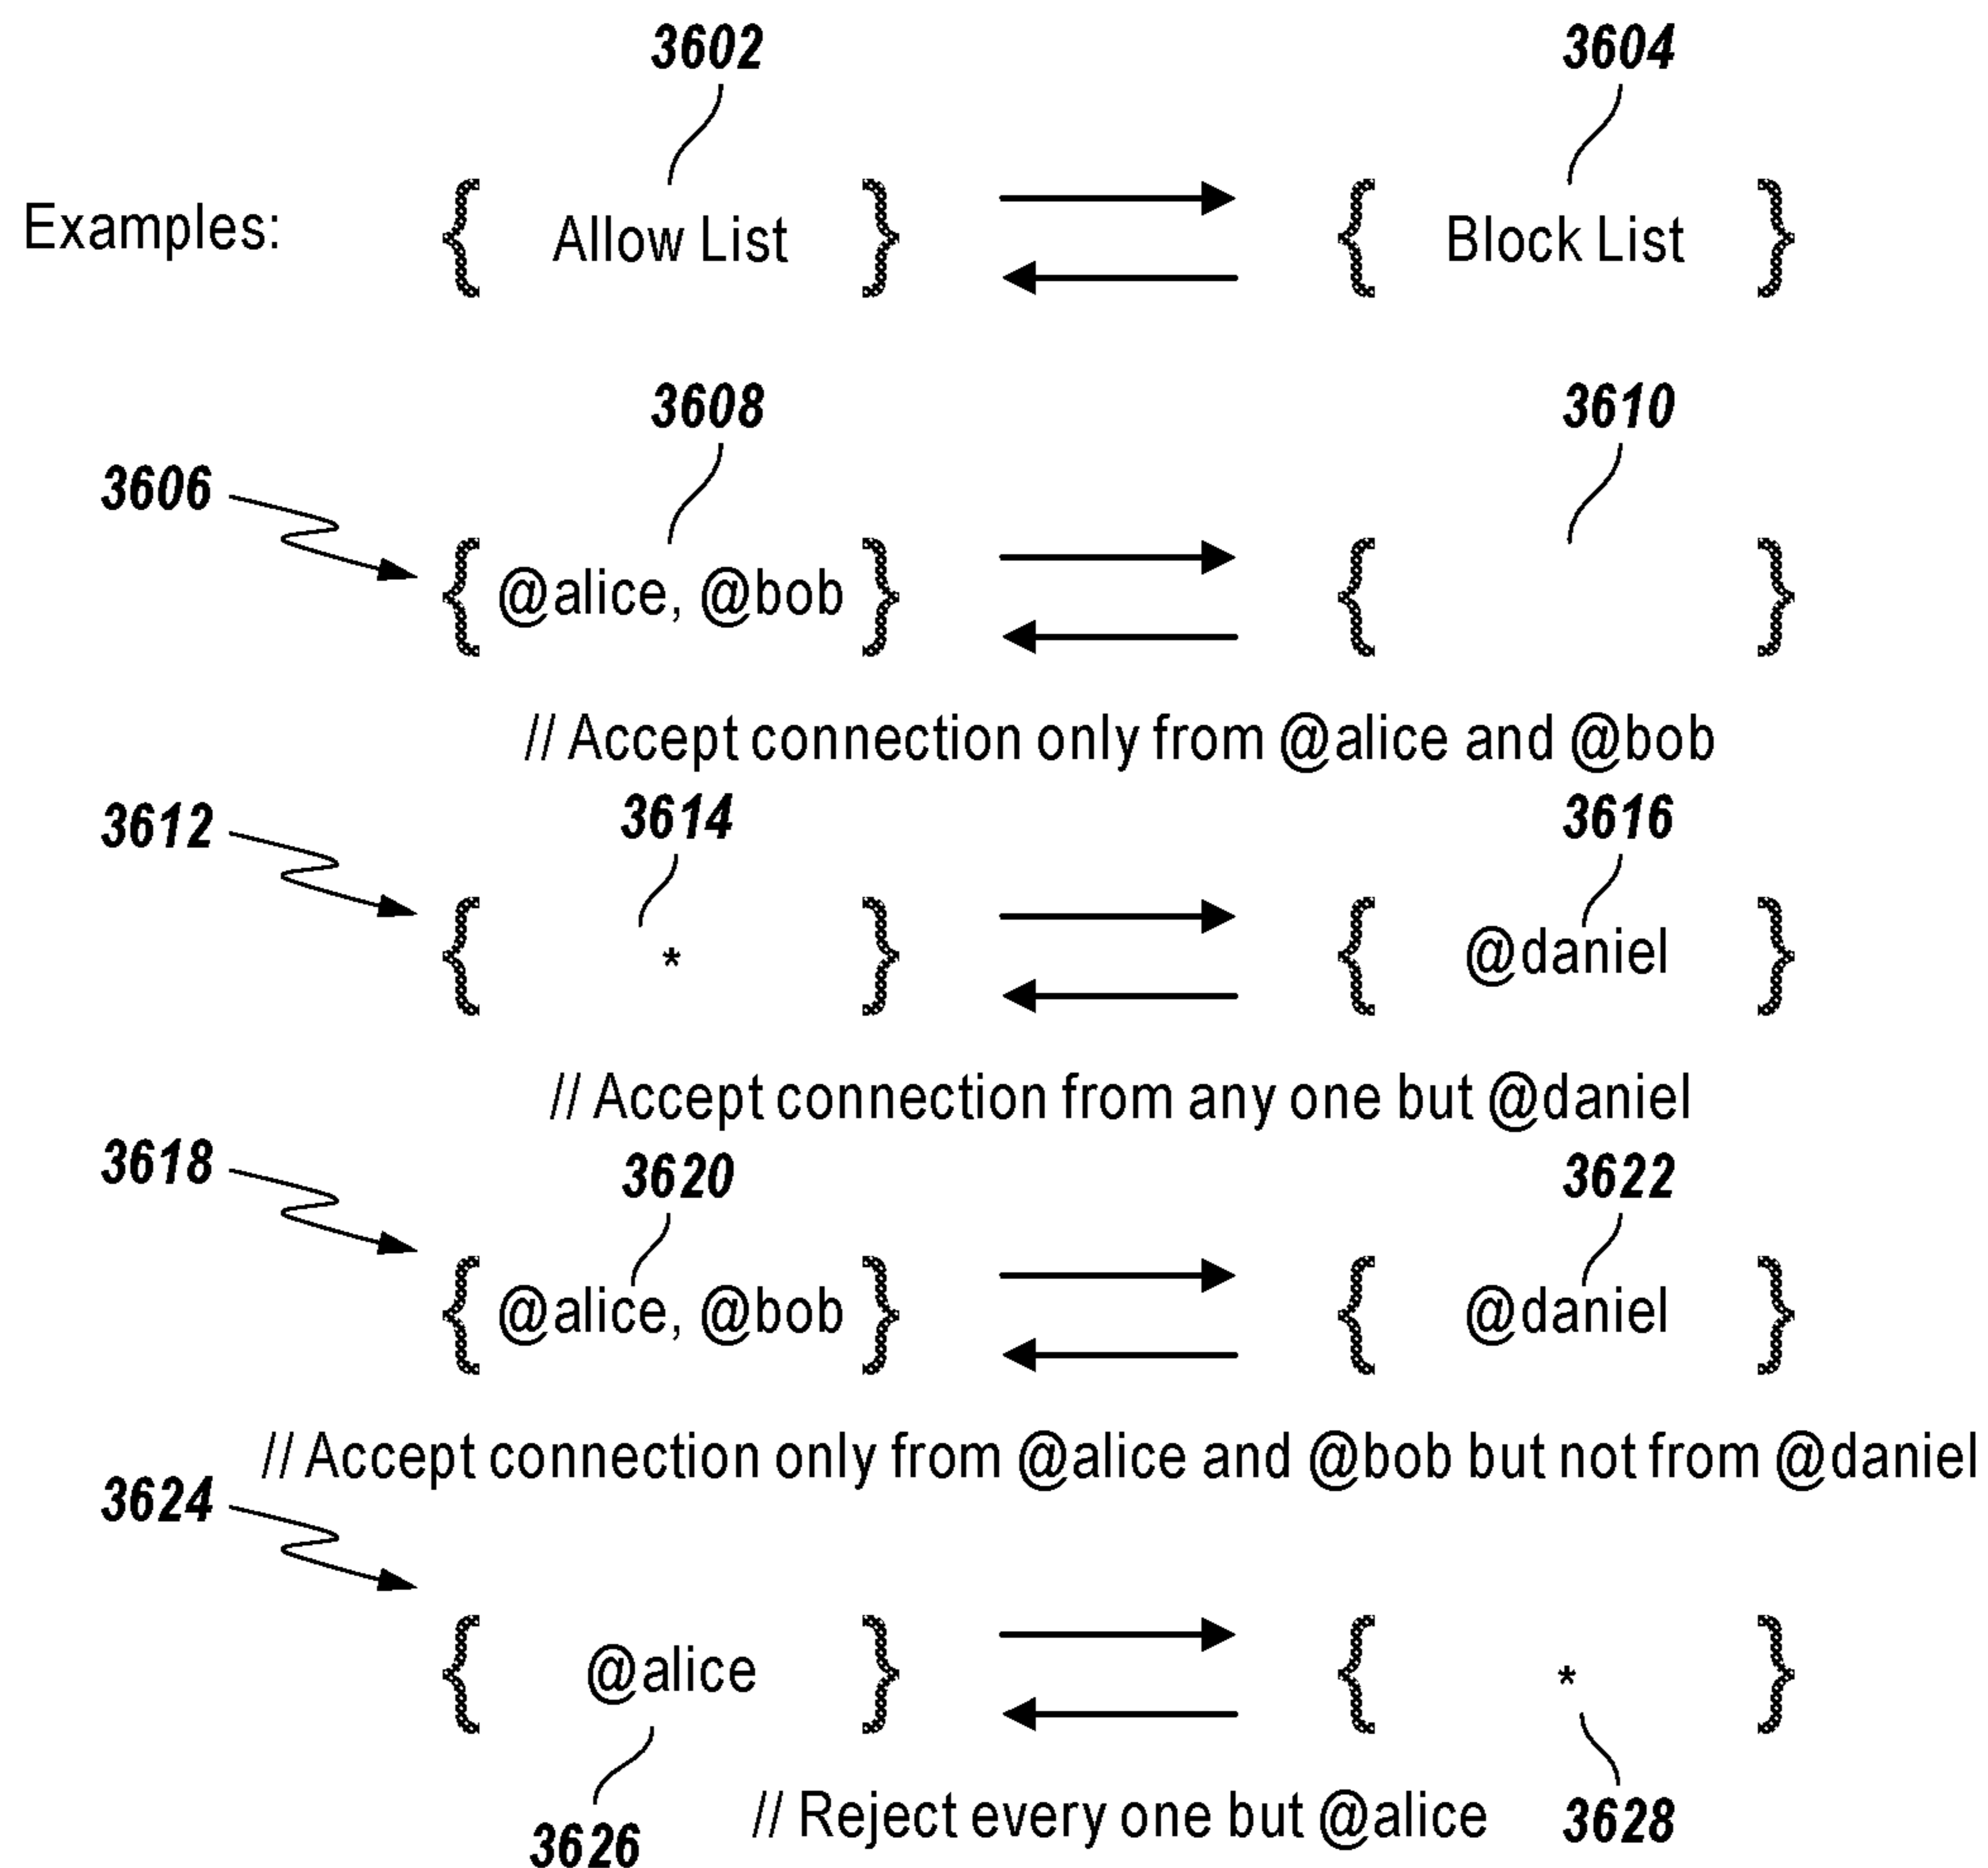 3602 3604
Examples: { Allow List } { Block List }
3608 3610
3606
{ @alice, @bob } { }
// Accept connection only from @alice and @bob
3612 3614 3616
{ * } { @daniel }
// Accept connection from any one but @daniel
3618 3620 3622
{ @alice, @bob } { @daniel }
// Accept connection only from @alice and @bob but not from @daniel
3624
{ @alice } { * }
3626 // Reject every one but @alice 3628